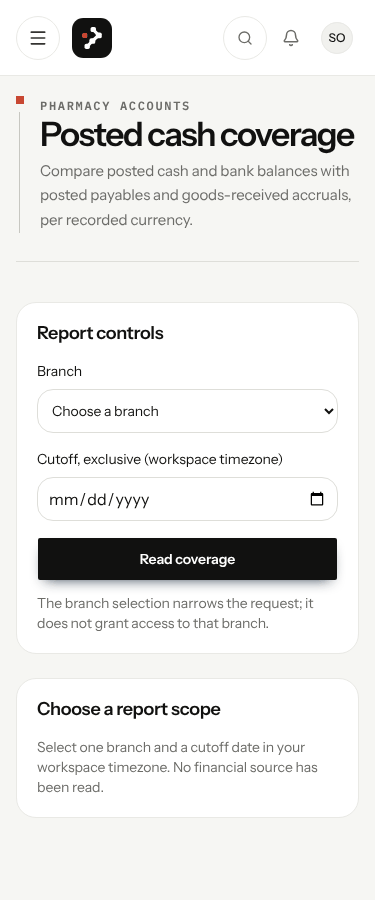 SO
PHARMACY ACCOUNTS
Posted cash coverage
Compare posted cash and bank balances with
posted payables and goods-received accruals,
per recorded currency.
Report controls
Branch
Choose a branch
Cutoff, exclusive (workspace timezone)
mm/dd/yyyy
Read coverage
The branch selection narrows the request; it
does not grant access to that branch.
Choose a report scope
Select one branch and a cutoff date in your
workspace timezone. No financial source has
been read.